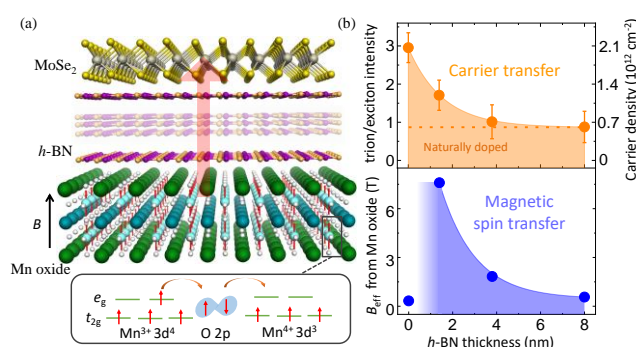 (a)
MoSe2
h-BN
B
Mn oxide
eg
t2g
Mn3+ 3d4
O 2p
Mn4+ 3d3
(b)
trion/exciton intensity
3
2
1
0
Carrier transfer
Naturally doped
2.1
1.4
0.7
0
Carrier density (10^12 cm^-2)
Beff from Mn oxide (T)
6
4
2
0
Magnetic
spin transfer
0 2 4 6 8
h-BN thickness (nm)